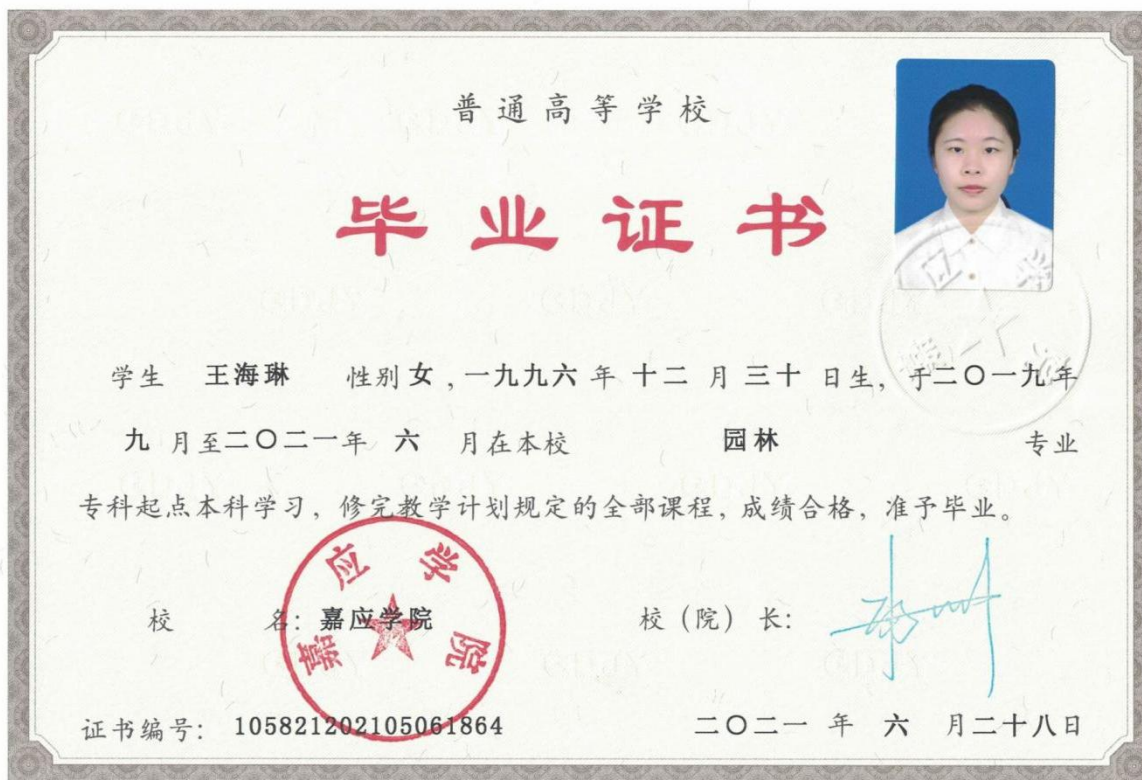 普通高等学校
毕业证书
学生 王海琳 性别 女，一九九六 年 十二 月 三十 日生，于二〇一九年
九 月至二〇二一年 六 月在本校 园林 专业
专科起点本科学习，修完教学计划规定的全部课程，成绩合格，准予毕业。
校 名：嘉应学院 校（院）长：
嘉应学院
证书编号：105821202105061864 二〇二一 年 六 月二十八日